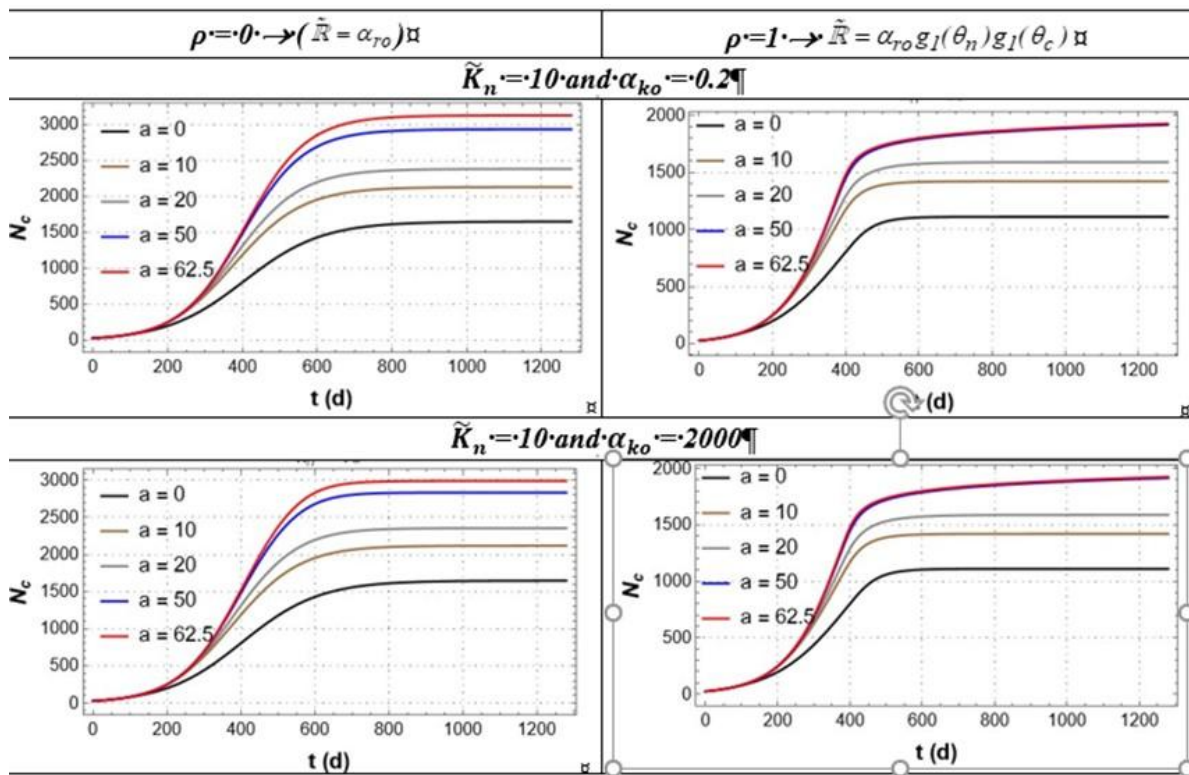 ρ·=·0·→( R̃ = α_ro)¤
ρ·=1·→ R̃ = α_ro g_1(θ_n)g_1(θ_c) ¤
K̃_n·=·10·and·α_ko·=·0.2¶
3000
2500
2000
1500
1000
500
0
a = 0
a = 10
a = 20
a = 50
a = 62.5
N_c
0 200 400 600 800 1000 1200
t (d)
¤
2000
1500
1000
500
0
a = 0
a = 10
a = 20
a = 50
a = 62.5
N_c
0 200 400 600 800 1000 1200
(d)
¤
K̃_n·=·10·and·α_ko·=·2000¶
3000
2500
2000
1500
1000
500
0
a = 0
a = 10
a = 20
a = 50
a = 62.5
N_c
0 200 400 600 800 1000 1200
t (d)
¤
2000
1500
1000
500
0
a = 0
a = 10
a = 20
a = 50
a = 62.5
N_c
0 200 400 600 800 1000 1200
t (d)